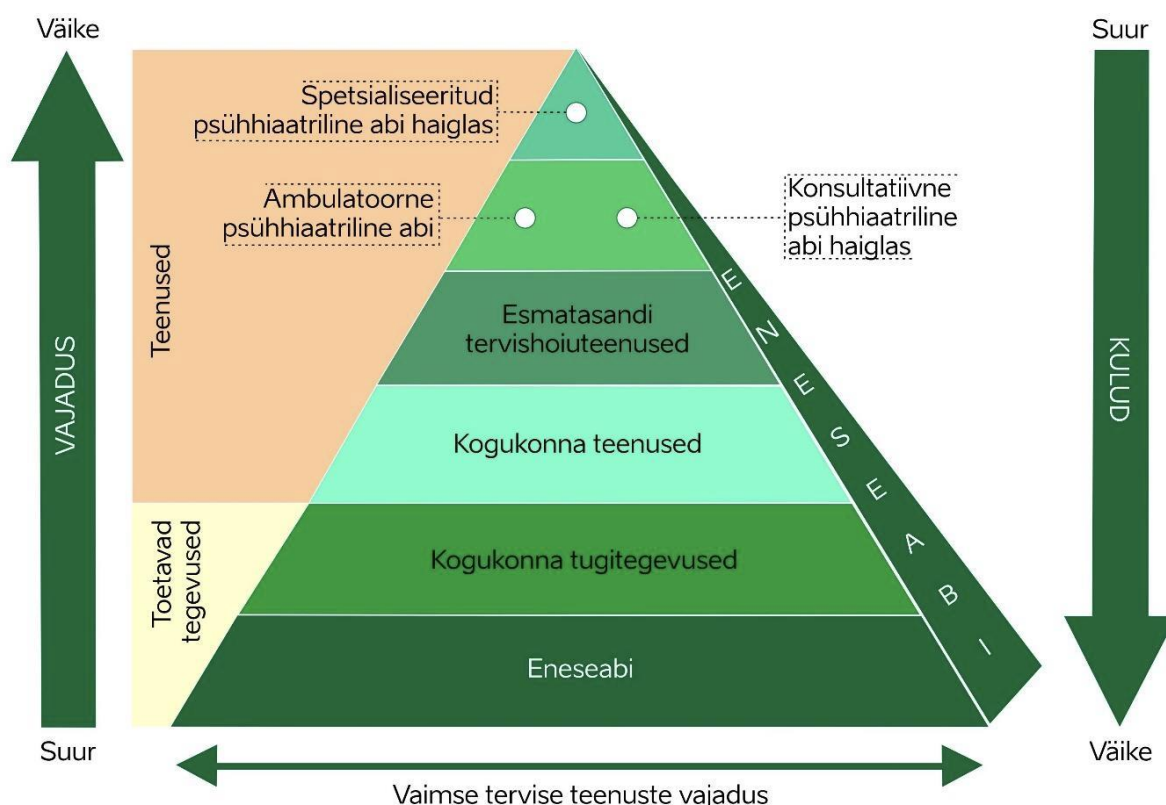 Väike
Suur
Spetsialiseeritud
psühhiaatriline abi haiglas
Ambulatoorne
psühhiaatriline abi
Konsultatiivne
psühhiaatriline
abi haiglas
Teenused
VAJADUS
KULUD
Esmatasandi
tervishoiuteenused
Kogukonna teenused
ENESEABI
Toetavad
tegevused
Kogukonna tugitegevused
Eneseabi
Suur
Väike
Vaimse tervise teenuste vajadus